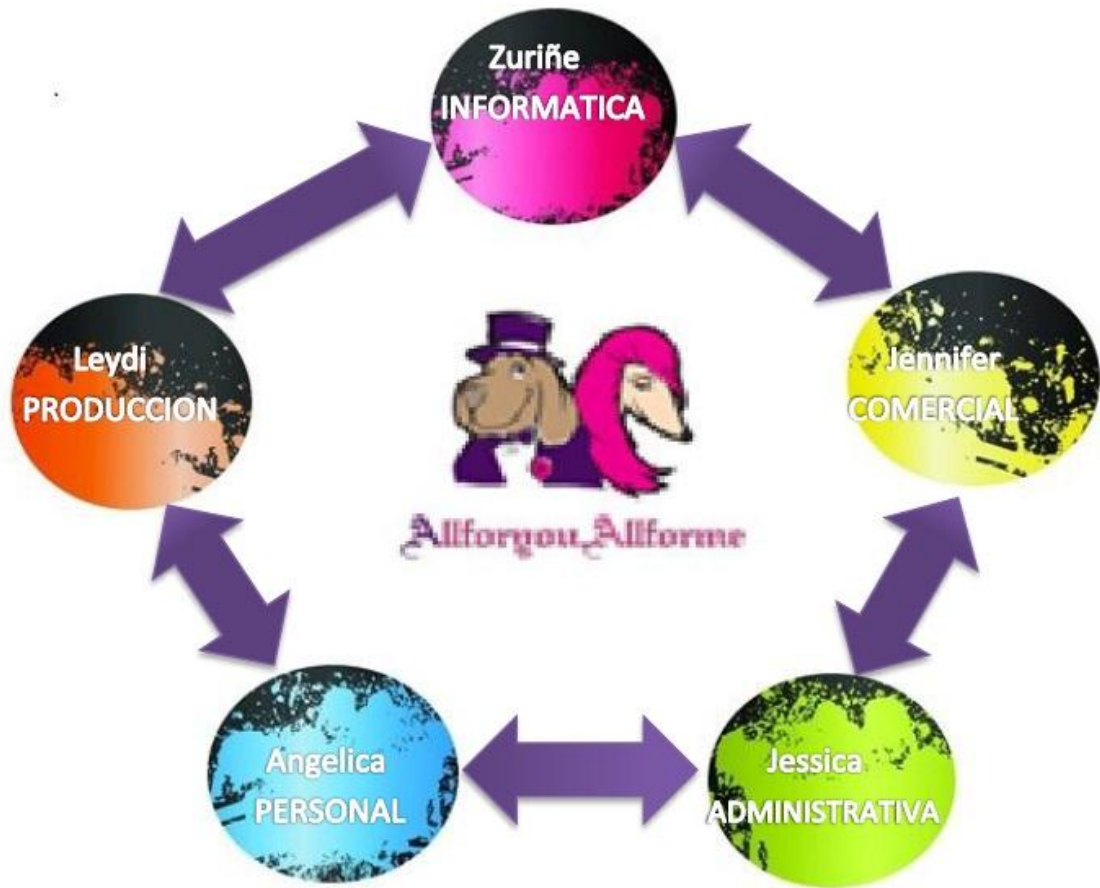 Zuriñe
INFORMATICA
Leydi
PRODUCCION
Jennifer
COMERCIAL
Allforyou,Allforme
Angelica
PERSONAL
Jessica
ADMINISTRATIVA